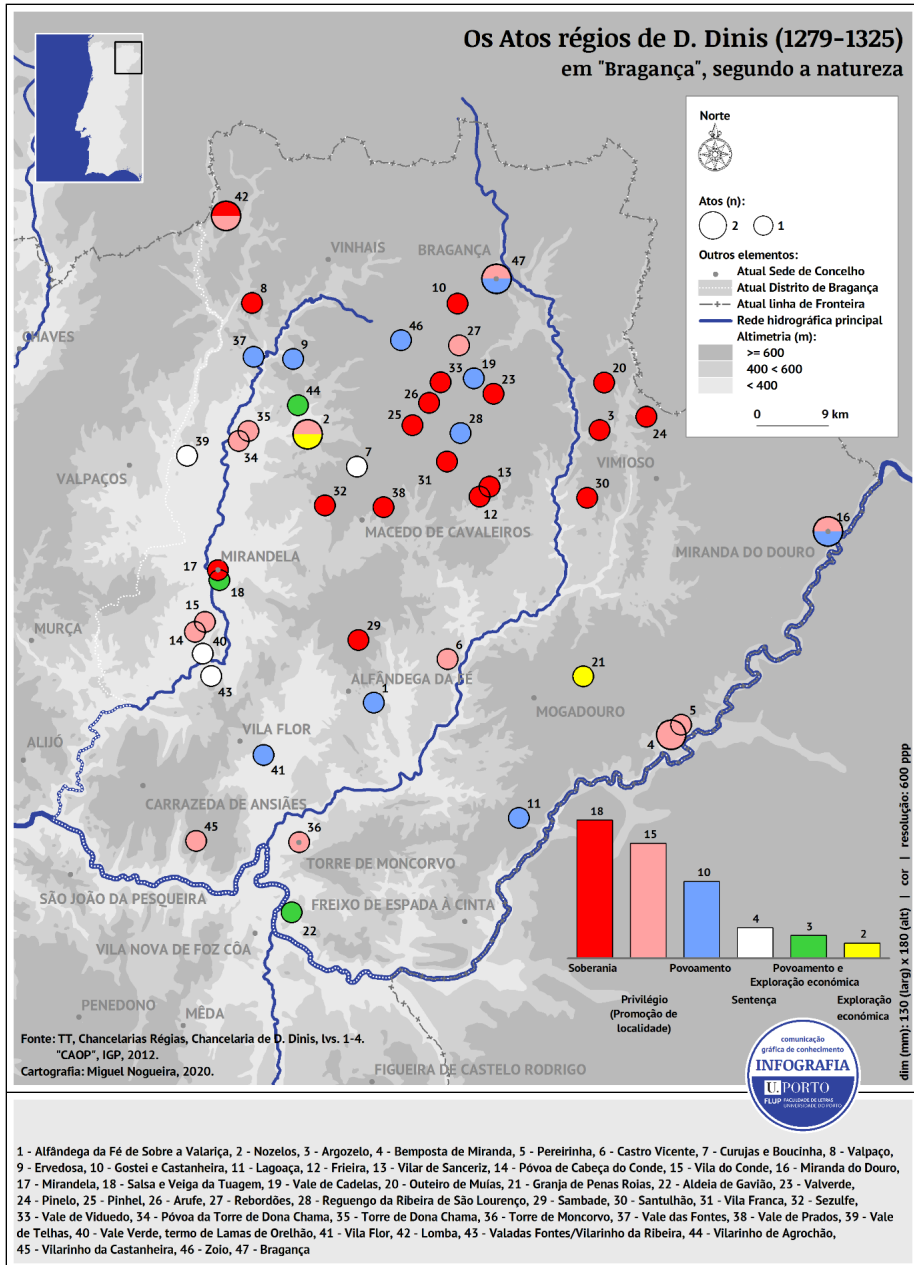 Os Atos régios de D. Dinis (1279-1325)
em "Bragança", segundo a natureza
Norte
Atos (n):
2
1
Outros elementos:
Atual Sede de Concelho
Atual Distrito de Bragança
Atual linha de Fronteira
Rede hidrográfica principal
Altimetria (m):
>= 600
400 < 600
< 400
0 9 km
42
VINHAIS
BRAGANÇA
47
8
10
CHAVES
46
27
37
9
33
19
20
44
26
23
35
2
25
28
3
24
39
34
7
VALPAÇOS
31
13
VIMIOSO
32
38
12
30
MACEDO DE CAVALEIROS
16
MIRANDA DO DOURO
17
MIRANDELA
18
15
MURÇA
14
40
29
6
43
21
ALFÂNDEGA DA FÉ
1
MOGADOURO
5
4
ALIJÓ
VILA FLOR
41
CARRAZEDA DE ANSIÃES
11
45
36
TORRE DE MONCORVO
SÃO JOÃO DA PESQUEIRA
FREIXO DE ESPADA À CINTA
22
VILA NOVA DE FOZ CÔA
PENEDONO
MÊDA
FIGUEIRA DE CASTELO RODRIGO
18
15
10
4
3
2
Soberania
Privilégio
(Promoção de
localidade)
Povoamento
Sentença
Povoamento e
Exploração económica
Exploração
económica
dim (mm): 130 (larg) x 180 (alt) | cor | resolução: 600 ppp
Fonte: TT, Chancelarias Régias, Chancelaria de D. Dinis, lvs. 1-4.
"CAOP", IGP, 2012.
Cartografia: Miguel Nogueira, 2020.
comunicação
gráfica de conhecimento
INFOGRAFIA
U. PORTO
FLUP FACULDADE DE LETRAS
UNIVERSIDADE DO PORTO
1 - Alfândega da Fé de Sobre a Valariça, 2 - Nozelos, 3 - Argozelo, 4 - Bemposta de Miranda, 5 - Pereirinha, 6 - Castro Vicente, 7 - Curujas e Boucinha, 8 - Valpaço,
9 - Ervedosa, 10 - Gostei e Castanheira, 11 - Lagoaça, 12 - Frieira, 13 - Vilar de Sanceriz, 14 - Póvoa de Cabeça do Conde, 15 - Vila do Conde, 16 - Miranda do Douro,
17 - Mirandela, 18 - Salsa e Veiga da Tuagem, 19 - Vale de Cadelas, 20 - Outeiro de Muías, 21 - Granja de Penas Roias, 22 - Aldeia de Gavião, 23 - Valverde,
24 - Pinelo, 25 - Pinhel, 26 - Arufe, 27 - Rebordões, 28 - Reguengo da Ribeira de São Lourenço, 29 - Sambade, 30 - Santulhão, 31 - Vila Franca, 32 - Sezulfe,
33 - Vale de Viduedo, 34 - Póvoa da Torre de Dona Chama, 35 - Torre de Dona Chama, 36 - Torre de Moncorvo, 37 - Vale das Fontes, 38 - Vale de Prados, 39 - Vale
de Telhas, 40 - Vale Verde, termo de Lamas de Orelhão, 41 - Vila Flor, 42 - Lomba, 43 - Valadas Fontes/Vilarinho da Ribeira, 44 - Vilarinho de Agrochão,
45 - Vilarinho da Castanheira, 46 - Zoio, 47 - Bragança